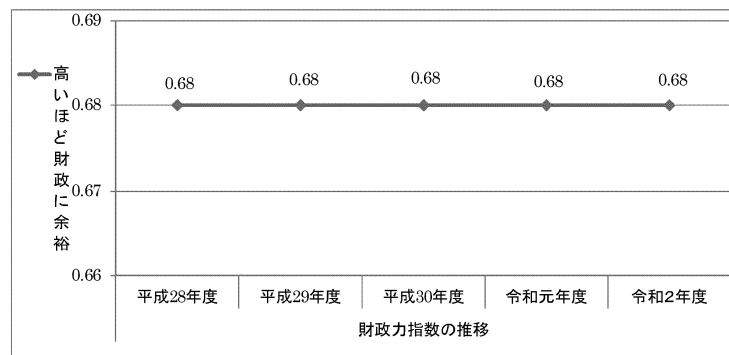 0.69
0.68
0.67
0.66
高いほど財政に余裕
0.68
0.68
0.68
0.68
0.68
平成28年度
平成29年度
平成30年度
令和元年度
令和2年度
財政力指数の推移